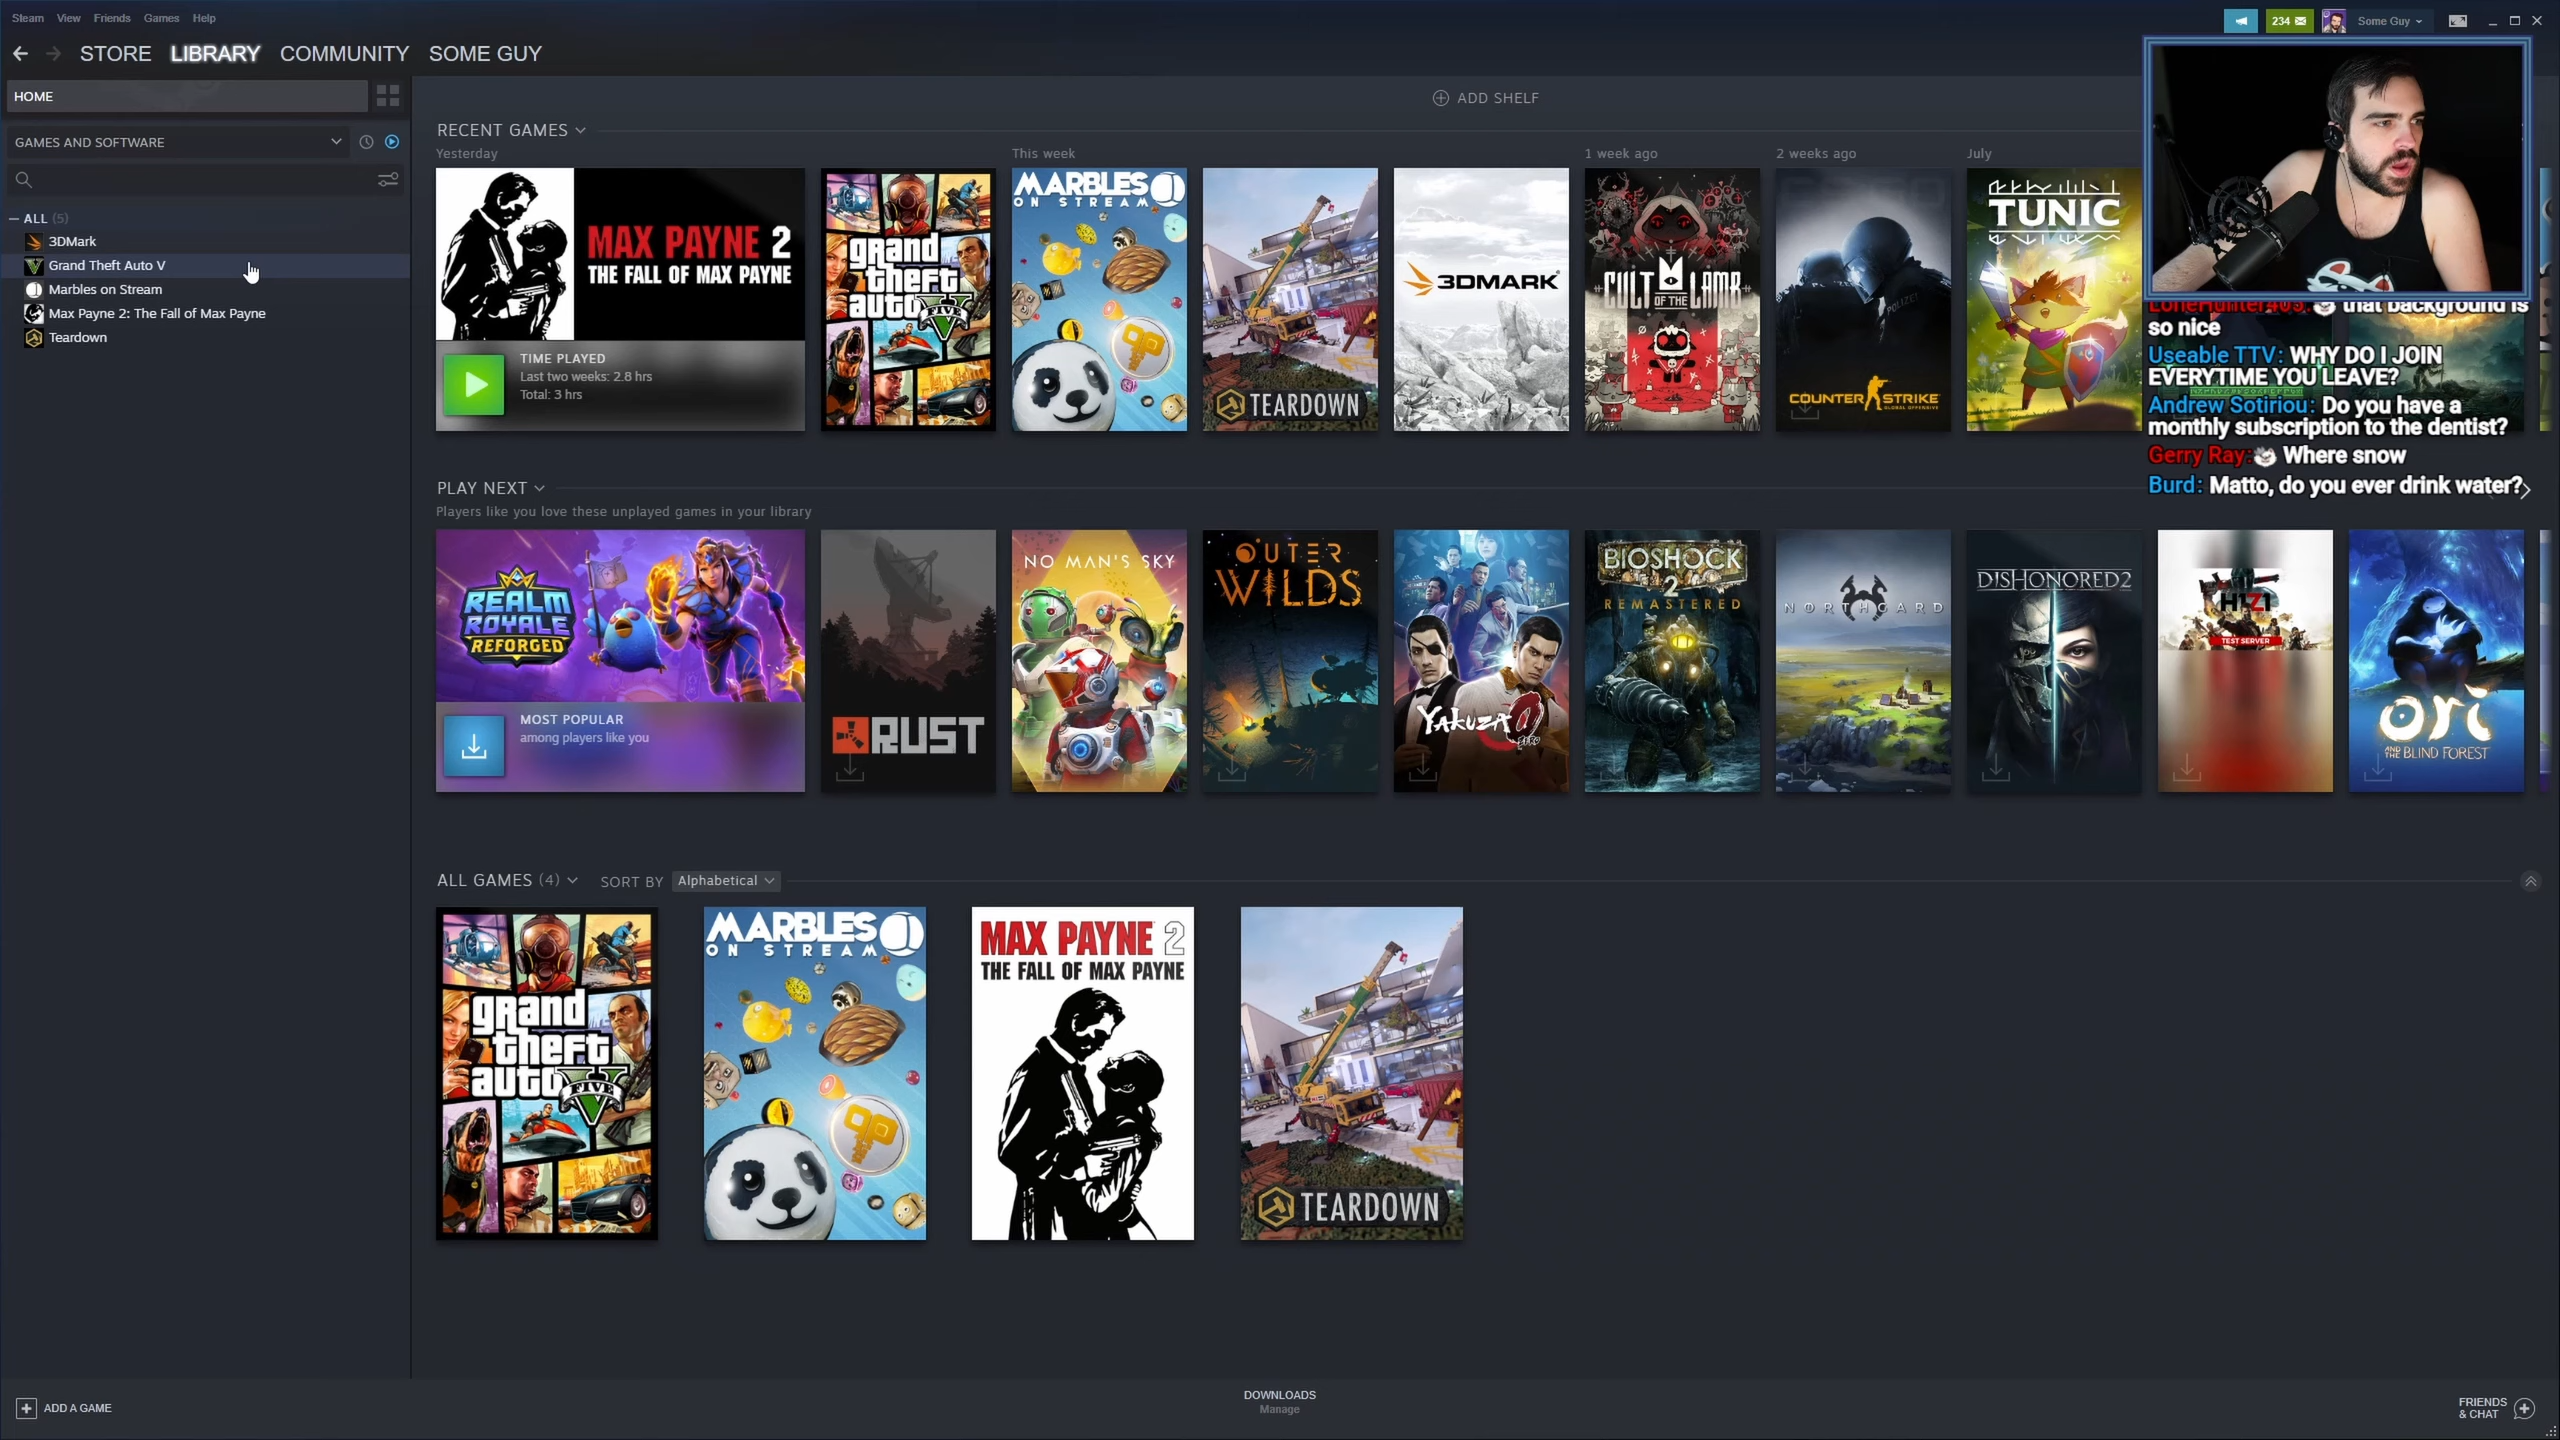 Steam View Friends Games Help
234 Some Guy
STORE LIBRARY COMMUNITY SOME GUY
HOME
GAMES AND SOFTWARE
ALL (5)
3DMark
Grand Theft Auto V
Marbles on Stream
Max Payne 2: The Fall of Max Payne
Teardown
ADD SHELF
RECENT GAMES
Yesterday
This week
1 week ago
2 weeks ago
July
MAX PAYNE 2
THE FALL OF MAX PAYNE
TIME PLAYED
Last two weeks: 2.8 hrs
Total: 3 hrs
grand
theft
auto
FIVE
MARBLES
ON STREAM
TEARDOWN
3DMARK
CULT
OF THE
LAMB
POLIZEI
COUNTER STRIKE
GLOBAL OFFENSIVE
TUNIC
LoneHunter405: that background is
so nice
Useable TTV: WHY DO I JOIN
EVERYTIME YOU LEAVE?
Andrew Sotiriou: Do you have a
monthly subscription to the dentist?
Gerry Ray: Where snow
Burd: Matto, do you ever drink water?
PLAY NEXT
Players like you love these unplayed games in your library
REALM
ROYALE
REFORGED
MOST POPULAR
among players like you
RUST
NO MAN'S SKY
OUTER
WILDS
YAKUZA 0
BIOSHOCK
2
REMASTERED
NORTHGARD
DISHONORED 2
H1Z1
TEST SERVER
ori
AND THE BLIND FOREST
ALL GAMES (4) SORT BY Alphabetical
grand
theft
auto
FIVE
MARBLES
ON STREAM
MAX PAYNE 2
THE FALL OF MAX PAYNE
TEARDOWN
ADD A GAME
DOWNLOADS
Manage
FRIENDS
& CHAT